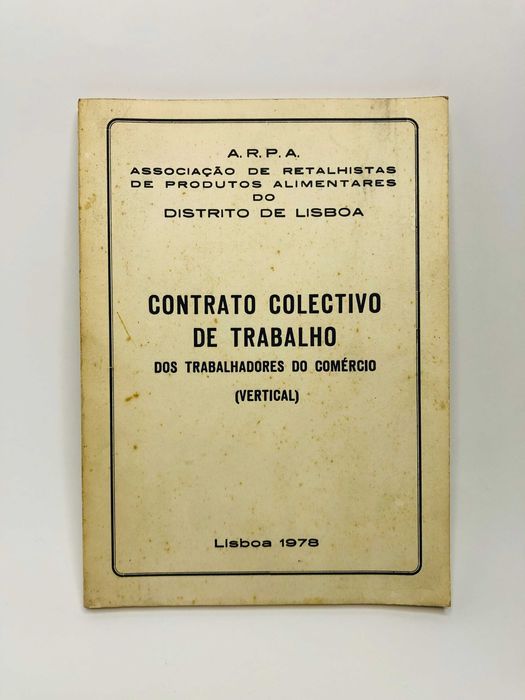 A.R.P.A.
ASSOCIAÇÃO DE RETALHISTAS
DE PRODUTOS ALIMENTARES
DO
DISTRITO DE LISBOA
CONTRATO COLECTIVO
DE TRABALHO
DOS TRABALHADORES DO COMÉRCIO
(VERTICAL)
Lisboa 1978